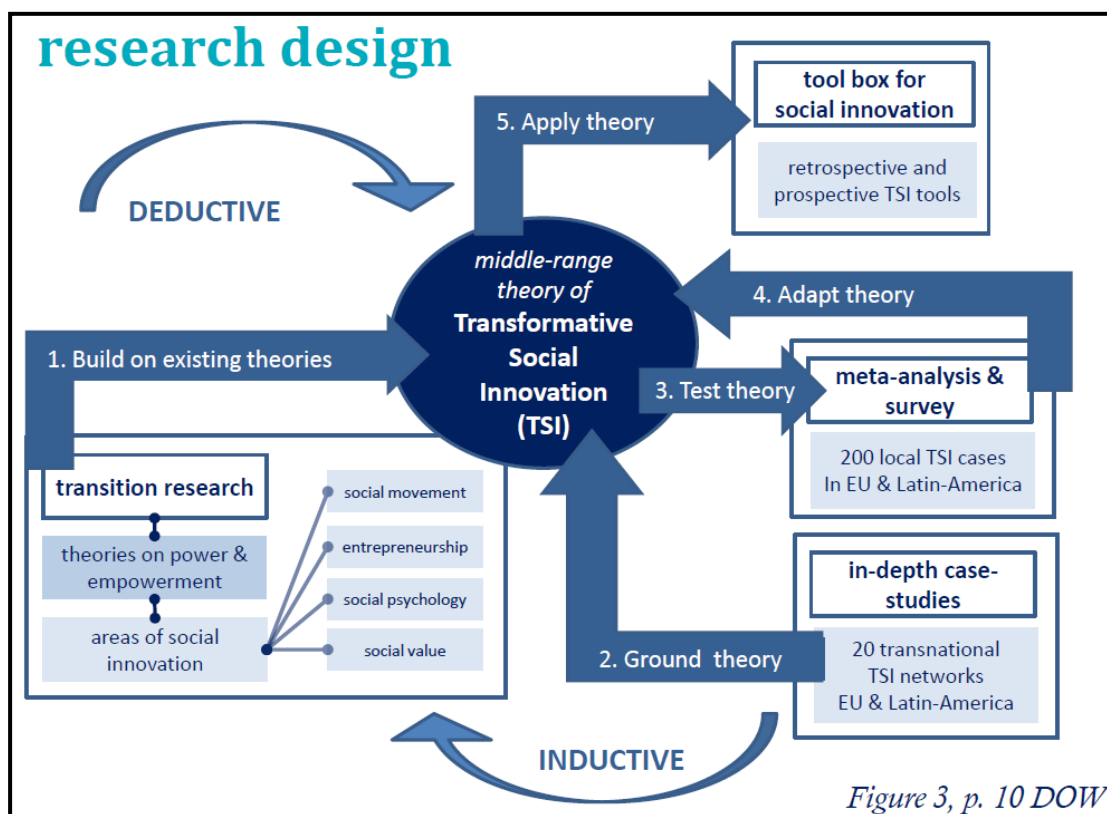 research design
DEDUCTIVE
5. Apply theory
tool box for
social innovation
retrospective and
prospective TSI tools
middle-range
theory of
Transformative
Social
Innovation
(TSI)
4. Adapt theory
1. Build on existing theories
3. Test theory
meta-analysis &
survey
200 local TSI cases
In EU & Latin-America
transition research
theories on power &
empowerment
areas of social
innovation
social movement
entrepreneurship
social psychology
social value
2. Ground theory
in-depth case-
studies
20 transnational
TSI networks
EU & Latin-America
INDUCTIVE
Figure 3, p. 10 DOW